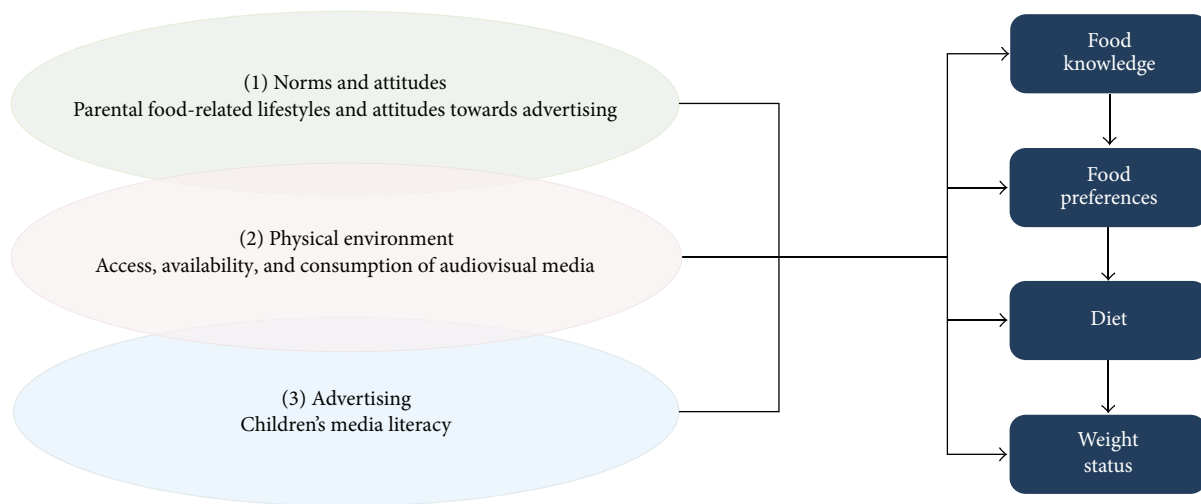 (1) Norms and attitudes
Parental food-related lifestyles and attitudes towards advertising
(2) Physical environment
Access, availability, and consumption of audiovisual media
(3) Advertising
Children’s media literacy
Food
knowledge
Food
preferences
Diet
Weight
status